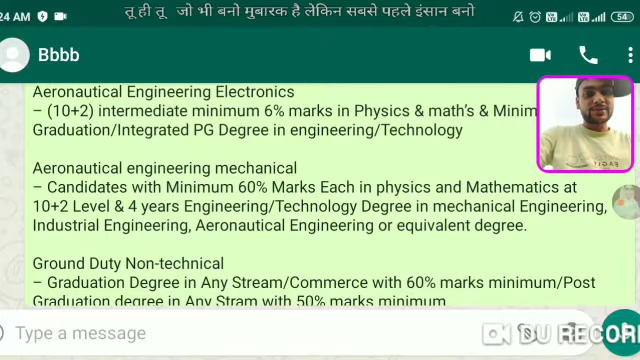 24 AM
तू ही तू जो भी बनो मुबारक है लेकिन सबसे पहले इंसान बनो
54
Bbbb
Aeronautical Engineering Electronics
– (10+2) intermediate minimum 6% marks in Physics & math's & Minim
Graduation/Integrated PG Degree in engineering/Technology
Aeronautical engineering mechanical
– Candidates with Minimum 60% Marks Each in physics and Mathematics at
10+2 Level & 4 years Engineering/Technology Degree in mechanical Engineering,
Industrial Engineering, Aeronautical Engineering or equivalent degree.
Ground Duty Non-technical
– Graduation Degree in Any Stream/Commerce with 60% marks minimum/Post
Graduation degree in Any Stram with 50% marks minimum
Type a message
DU RECOR